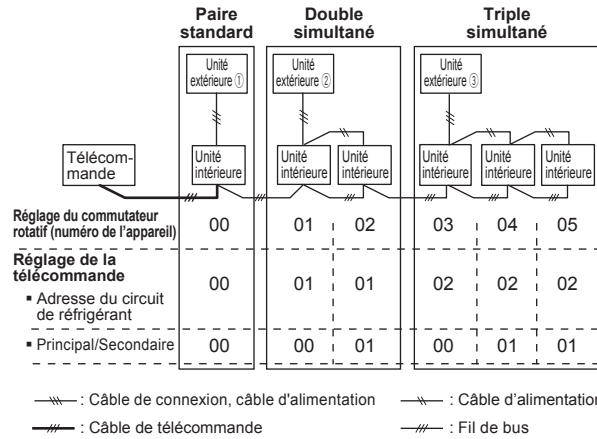 Paire
standard
Double
simultané
Triple
simultané
Unité
extérieure ①
Unité
extérieure ②
Unité
extérieure ③
Télécom-
mande
Unité
intérieure
Unité
intérieure
Unité
intérieure
Unité
intérieure
Unité
intérieure
Unité
intérieure
Réglage du commutateur
rotatif (numéro de l'appareil)
00 01 02 03 04 05
Réglage de la
télécommande
▪ Adresse du circuit
de réfrigérant
00 01 01 02 02 02
▪ Principal/Secondaire 00 00 01 00 01 01
: Câble de connexion, câble d'alimentation
: Câble d'alimentation
: Câble de télécommande
: Fil de bus